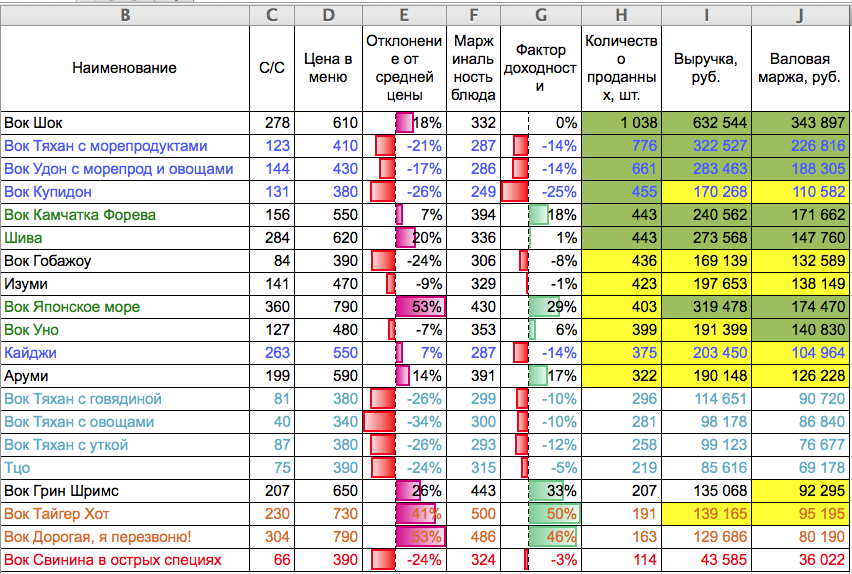 B C D E F G H I J
Наименование С/С Цена в меню Отклонение от средней цены Маржинальность блюда Фактор доходности Количество проданных, шт. Выручка, руб. Валовая маржа, руб.
Вок Шок 278 610 18% 332 0% 1 038 632 544 343 897
Вок Тяхан с морепродуктами 123 410 -21% 287 -14% 776 322 527 226 816
Вок Удон с морепрод и овощами 144 430 -17% 286 -14% 661 283 463 188 305
Вок Купидон 131 380 -26% 249 -25% 455 170 268 110 582
Вок Камчатка Форева 156 550 7% 394 18% 443 240 562 171 662
Шива 284 620 20% 336 1% 443 273 568 147 760
Вок Гобажоу 84 390 -24% 306 -8% 436 169 139 132 589
Изуми 141 470 -9% 329 -1% 423 197 653 138 149
Вок Японское море 360 790 53% 430 29% 403 319 478 174 470
Вок Уно 127 480 -7% 353 6% 399 191 399 140 830
Кайджи 263 550 7% 287 -14% 375 203 450 104 964
Аруми 199 590 14% 391 17% 322 190 148 126 228
Вок Тяхан с говядиной 81 380 -26% 299 -10% 296 114 651 90 720
Вок Тяхан с овощами 40 340 -34% 300 -10% 281 98 178 86 840
Вок Тяхан с уткой 87 380 -26% 293 -12% 258 99 123 76 677
Тцо 75 390 -24% 315 -5% 219 85 616 69 178
Вок Грин Шримс 207 650 26% 443 33% 207 135 068 92 295
Вок Тайгер Хот 230 730 41% 500 50% 191 139 165 95 195
Вок Дорогая, я перезвоню! 304 790 53% 486 46% 163 129 686 80 190
Вок Свинина в острых специях 66 390 -24% 324 -3% 114 43 585 36 022